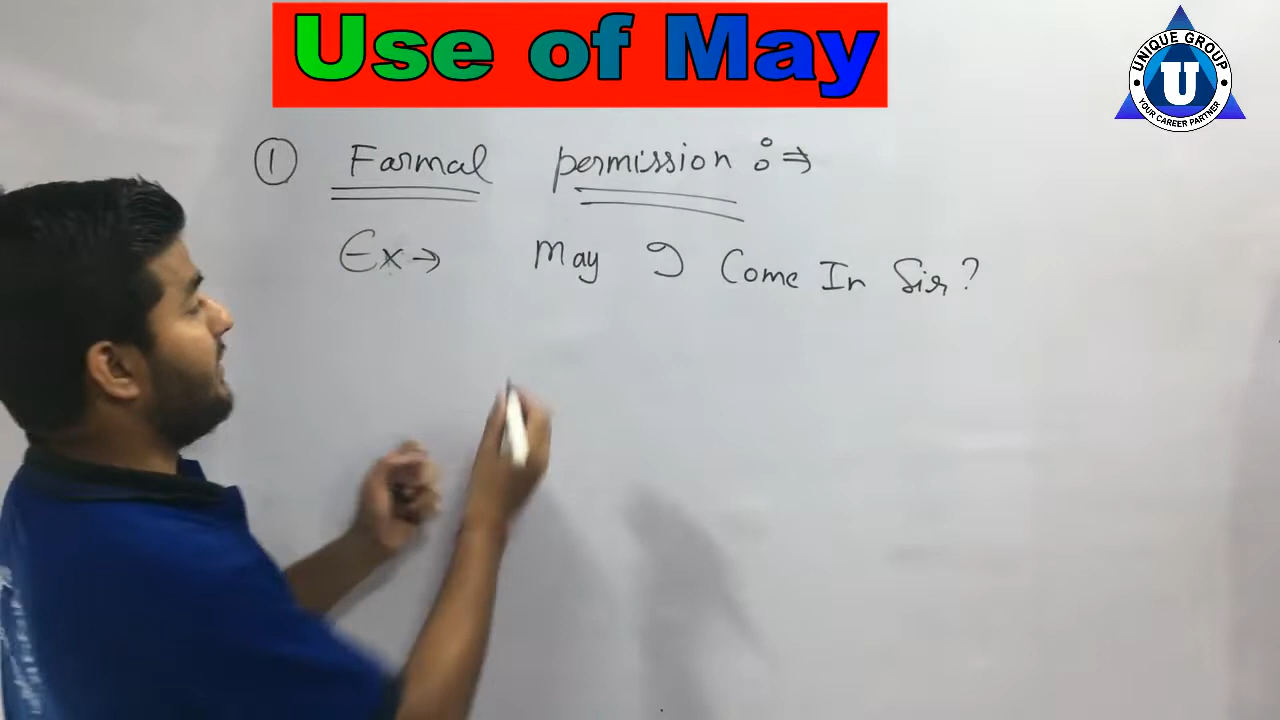 Use of May
UNIQUE GROUP
U
YOUR CAREER PARTNER
① Farmal permission :⇒
Ex→ May I Come In Sir?